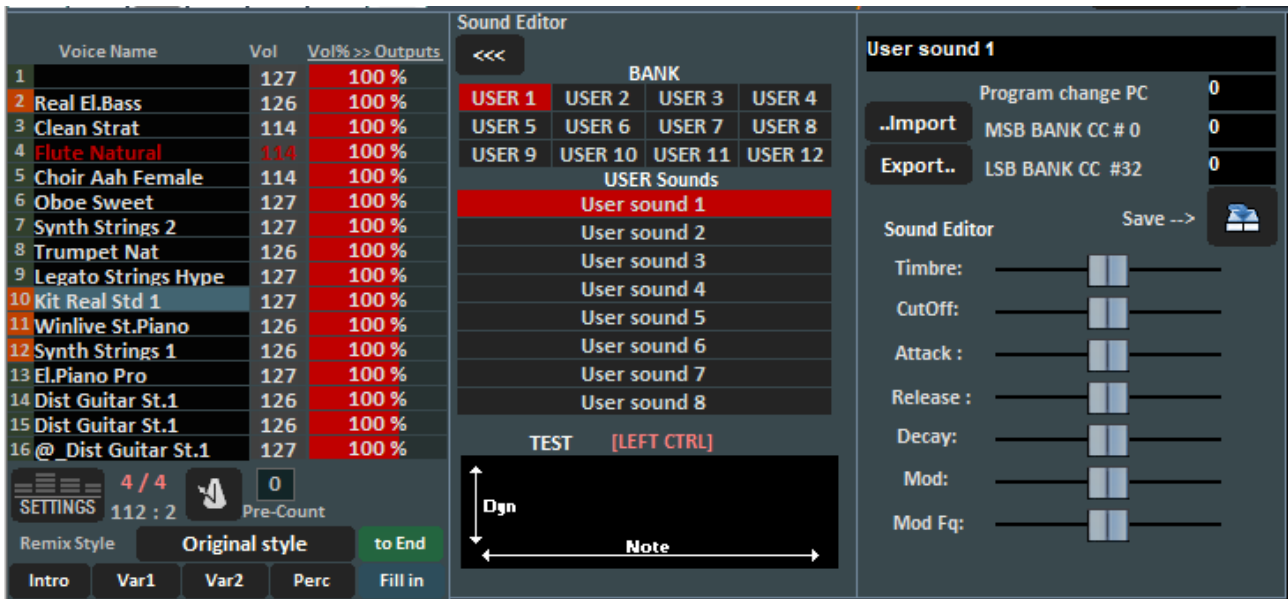 Voice Name Vol Vol% >> Outputs
1 127 100 %
2 Real El.Bass 126 100 %
3 Clean Strat 114 100 %
4 Flute Natural 114 100 %
5 Choir Aah Female 114 100 %
6 Oboe Sweet 127 100 %
7 Synth Strings 2 127 100 %
8 Trumpet Nat 126 100 %
9 Legato Strings Hype 127 100 %
10 Kit Real Std 1 127 100 %
11 Winlive St.Piano 126 100 %
12 Synth Strings 1 126 100 %
13 El.Piano Pro 127 100 %
14 Dist Guitar St.1 126 100 %
15 Dist Guitar St.1 126 100 %
16 @_Dist Guitar St.1 127 100 %
SETTINGS
4 / 4
112 : 2
0
Pre-Count
Remix Style Original style to End
Intro Var1 Var2 Perc Fill in
Sound Editor
<<<
BANK
USER 1 USER 2 USER 3 USER 4
USER 5 USER 6 USER 7 USER 8
USER 9 USER 10 USER 11 USER 12
USER Sounds
User sound 1
User sound 2
User sound 3
User sound 4
User sound 5
User sound 6
User sound 7
User sound 8
TEST [LEFT CTRL]
Dyn
Note
User sound 1
Program change PC 0
..Import MSB BANK CC # 0 0
Export.. LSB BANK CC #32 0
Save -->
Sound Editor
Timbre:
CutOff:
Attack :
Release :
Decay:
Mod:
Mod Fq: